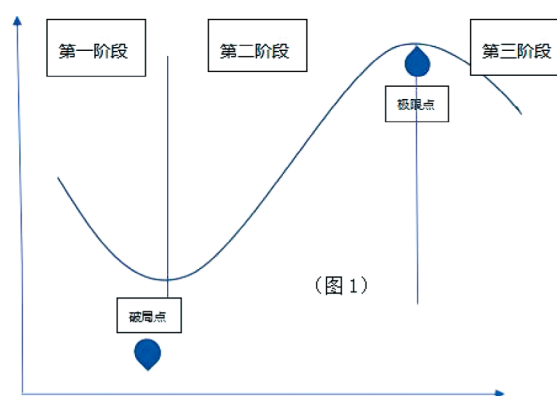 第一阶段
第二阶段
第三阶段
极限点
（图 1）
破局点